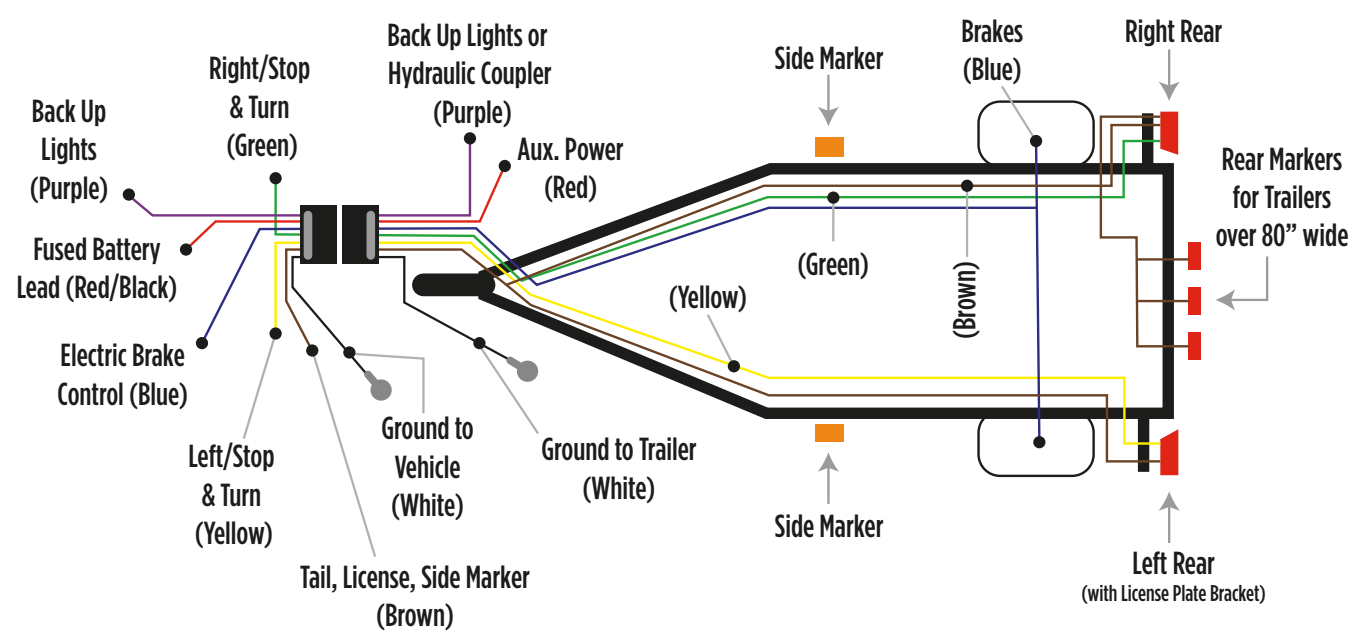 Back Up Lights or
Hydraulic Coupler
(Purple)
Right/Stop
& Turn
(Green)
Back Up
Lights
(Purple)
Aux. Power
(Red)
Side Marker
Brakes
(Blue)
Right Rear
Rear Markers
for Trailers
over 80” wide
Fused Battery
Lead (Red/Black)
(Green)
(Brown)
(Yellow)
Electric Brake
Control (Blue)
Left/Stop
& Turn
(Yellow)
Ground to
Vehicle
(White)
Ground to Trailer
(White)
Side Marker
Tail, License, Side Marker
(Brown)
Left Rear
(with License Plate Bracket)